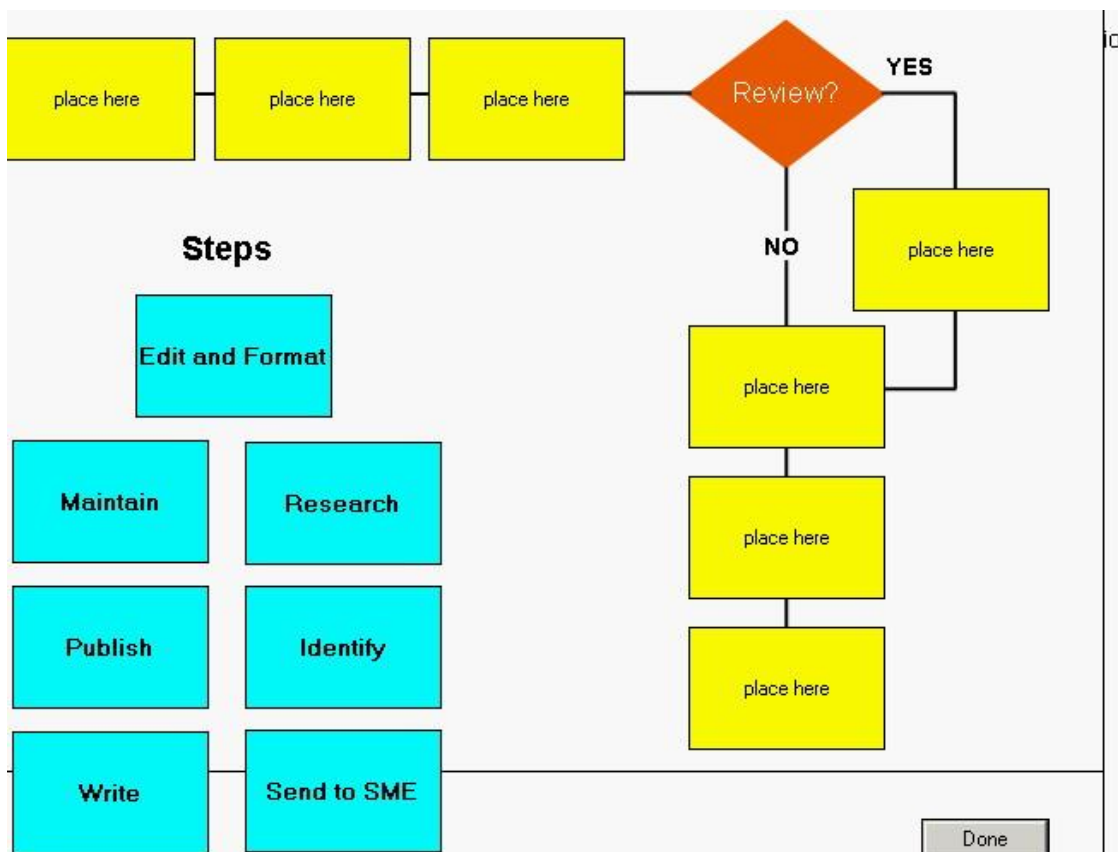 place here
place here
place here
Review?
YES
NO
place here
place here
place here
place here
Steps
Edit and Format
Maintain
Research
Publish
Identify
Write
Send to SME
Done